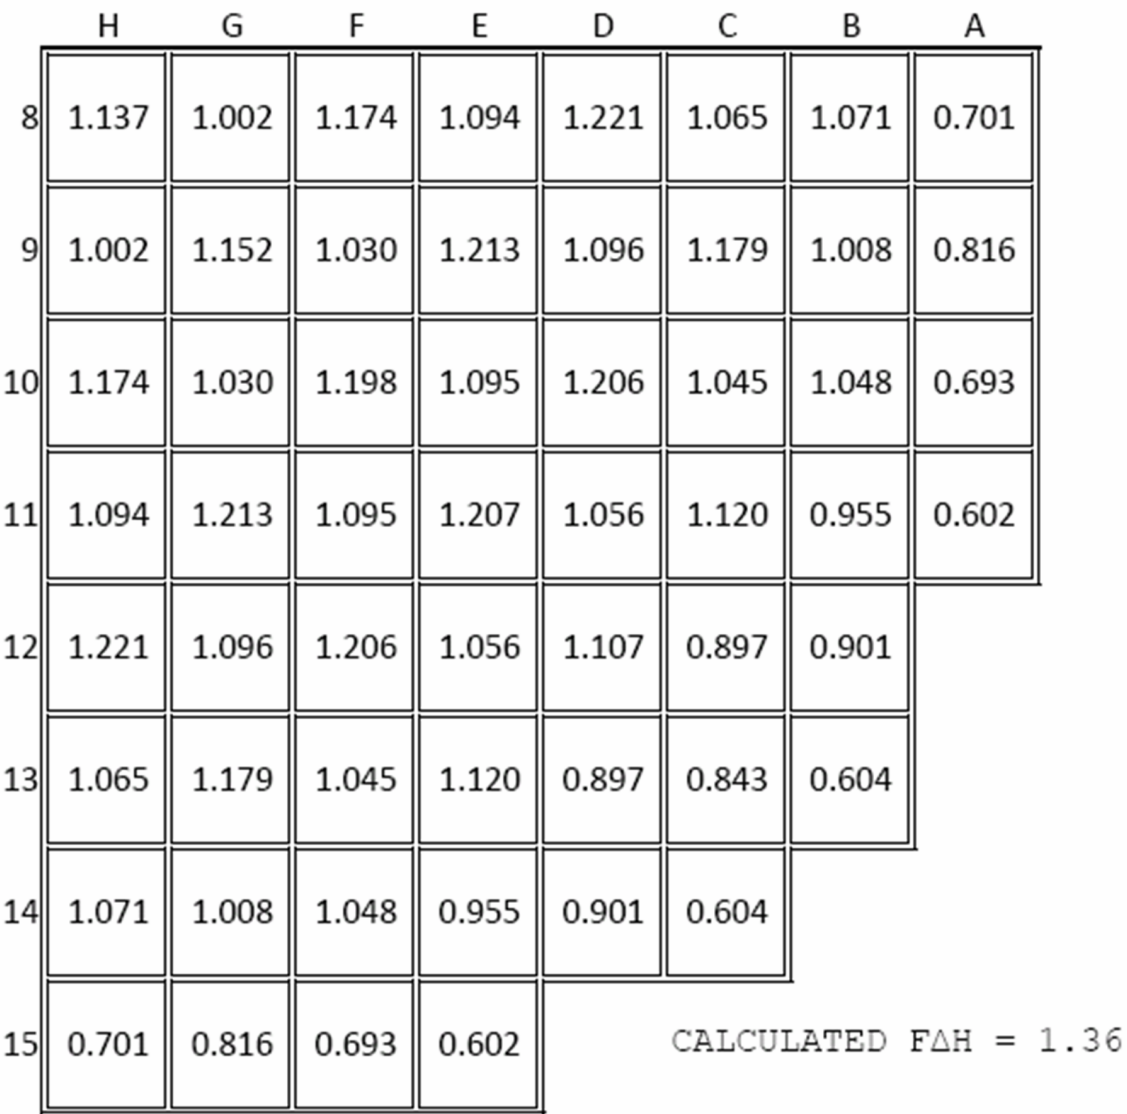 H G F E D C B A
8 1.137 1.002 1.174 1.094 1.221 1.065 1.071 0.701
9 1.002 1.152 1.030 1.213 1.096 1.179 1.008 0.816
10 1.174 1.030 1.198 1.095 1.206 1.045 1.048 0.693
11 1.094 1.213 1.095 1.207 1.056 1.120 0.955 0.602
12 1.221 1.096 1.206 1.056 1.107 0.897 0.901
13 1.065 1.179 1.045 1.120 0.897 0.843 0.604
14 1.071 1.008 1.048 0.955 0.901 0.604
15 0.701 0.816 0.693 0.602 CALCULATED FΔH = 1.36